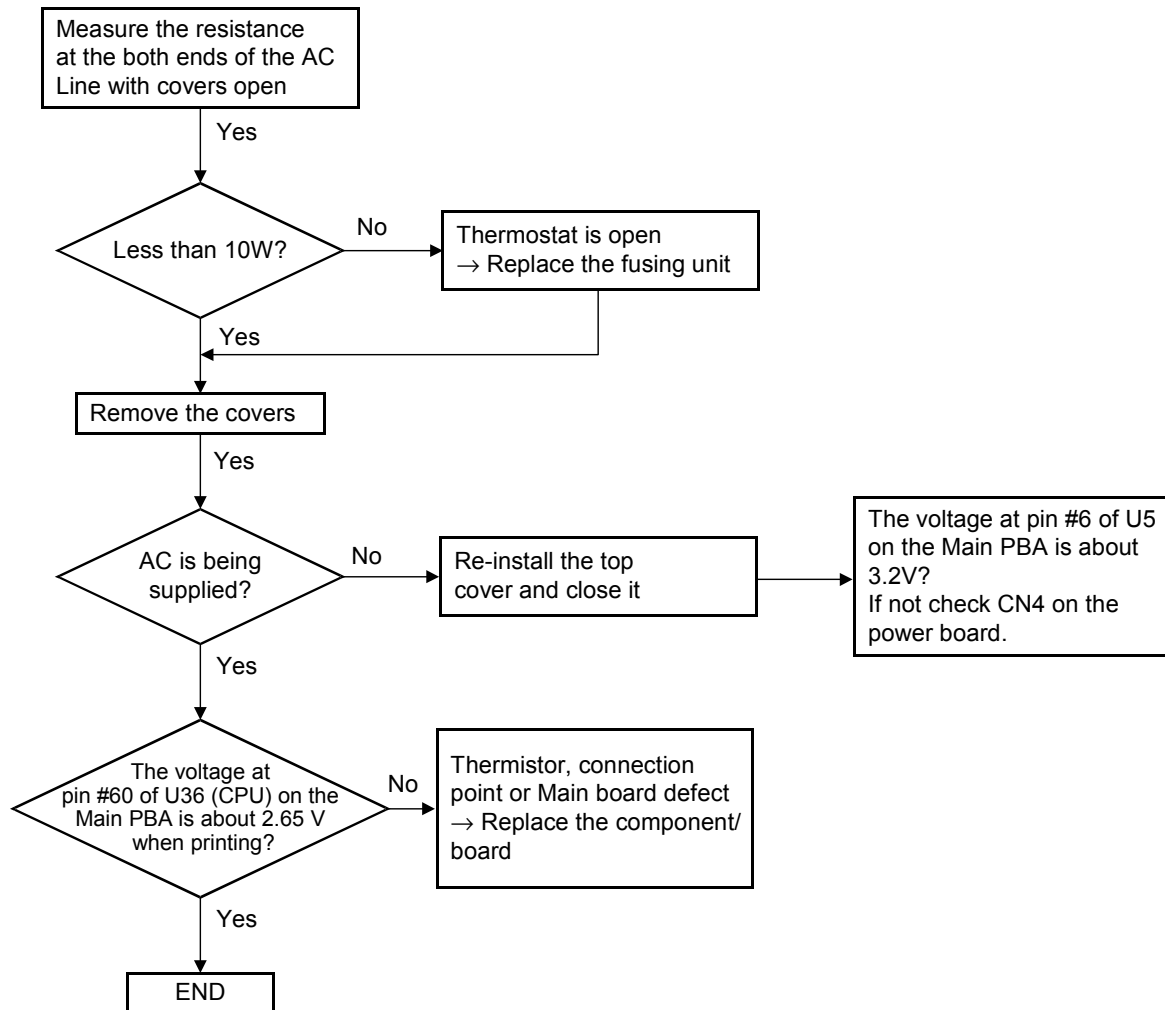 Measure the resistance
at the both ends of the AC
Line with covers open
Yes
Less than 10W?
No
Thermostat is open
→ Replace the fusing unit
Yes
Remove the covers
Yes
AC is being
supplied?
No
Re-install the top
cover and close it
The voltage at pin #6 of U5
on the Main PBA is about
3.2V?
If not check CN4 on the
power board.
Yes
The voltage at
pin #60 of U36 (CPU) on the
Main PBA is about 2.65 V
when printing?
No
Thermistor, connection
point or Main board defect
→ Replace the component/
board
Yes
END